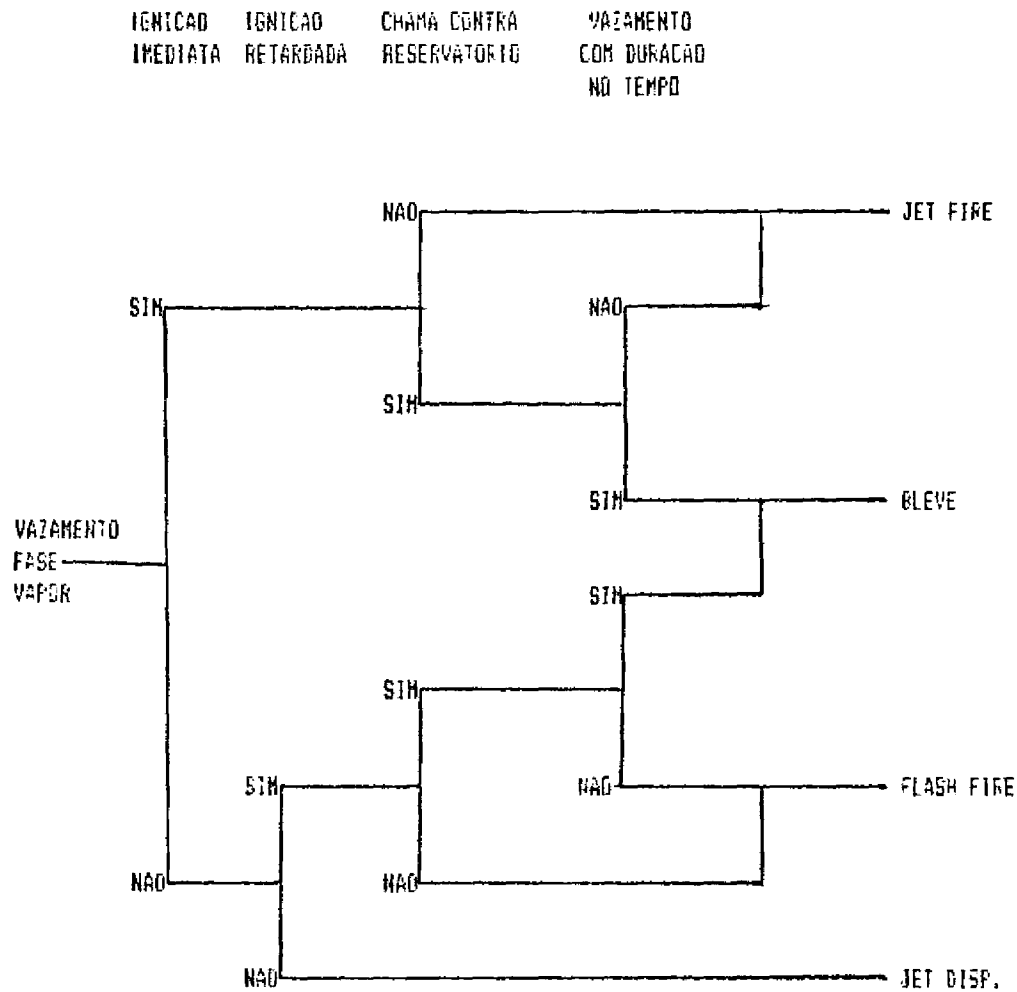 IGNICAO IGNICAO CHAMA CONTRA VAZAMENTO
IMEDIATA RETARDADA RESERVATORIO COM DURACAO
NO TEMPO
NAO JET FIRE
SIM NAO
SIM
SIM BLEVE
VAZAMENTO
FASE
VAPOR
SIM
SIM
SIM NAO FLASH FIRE
NAO NAO
NAO JET DISP.